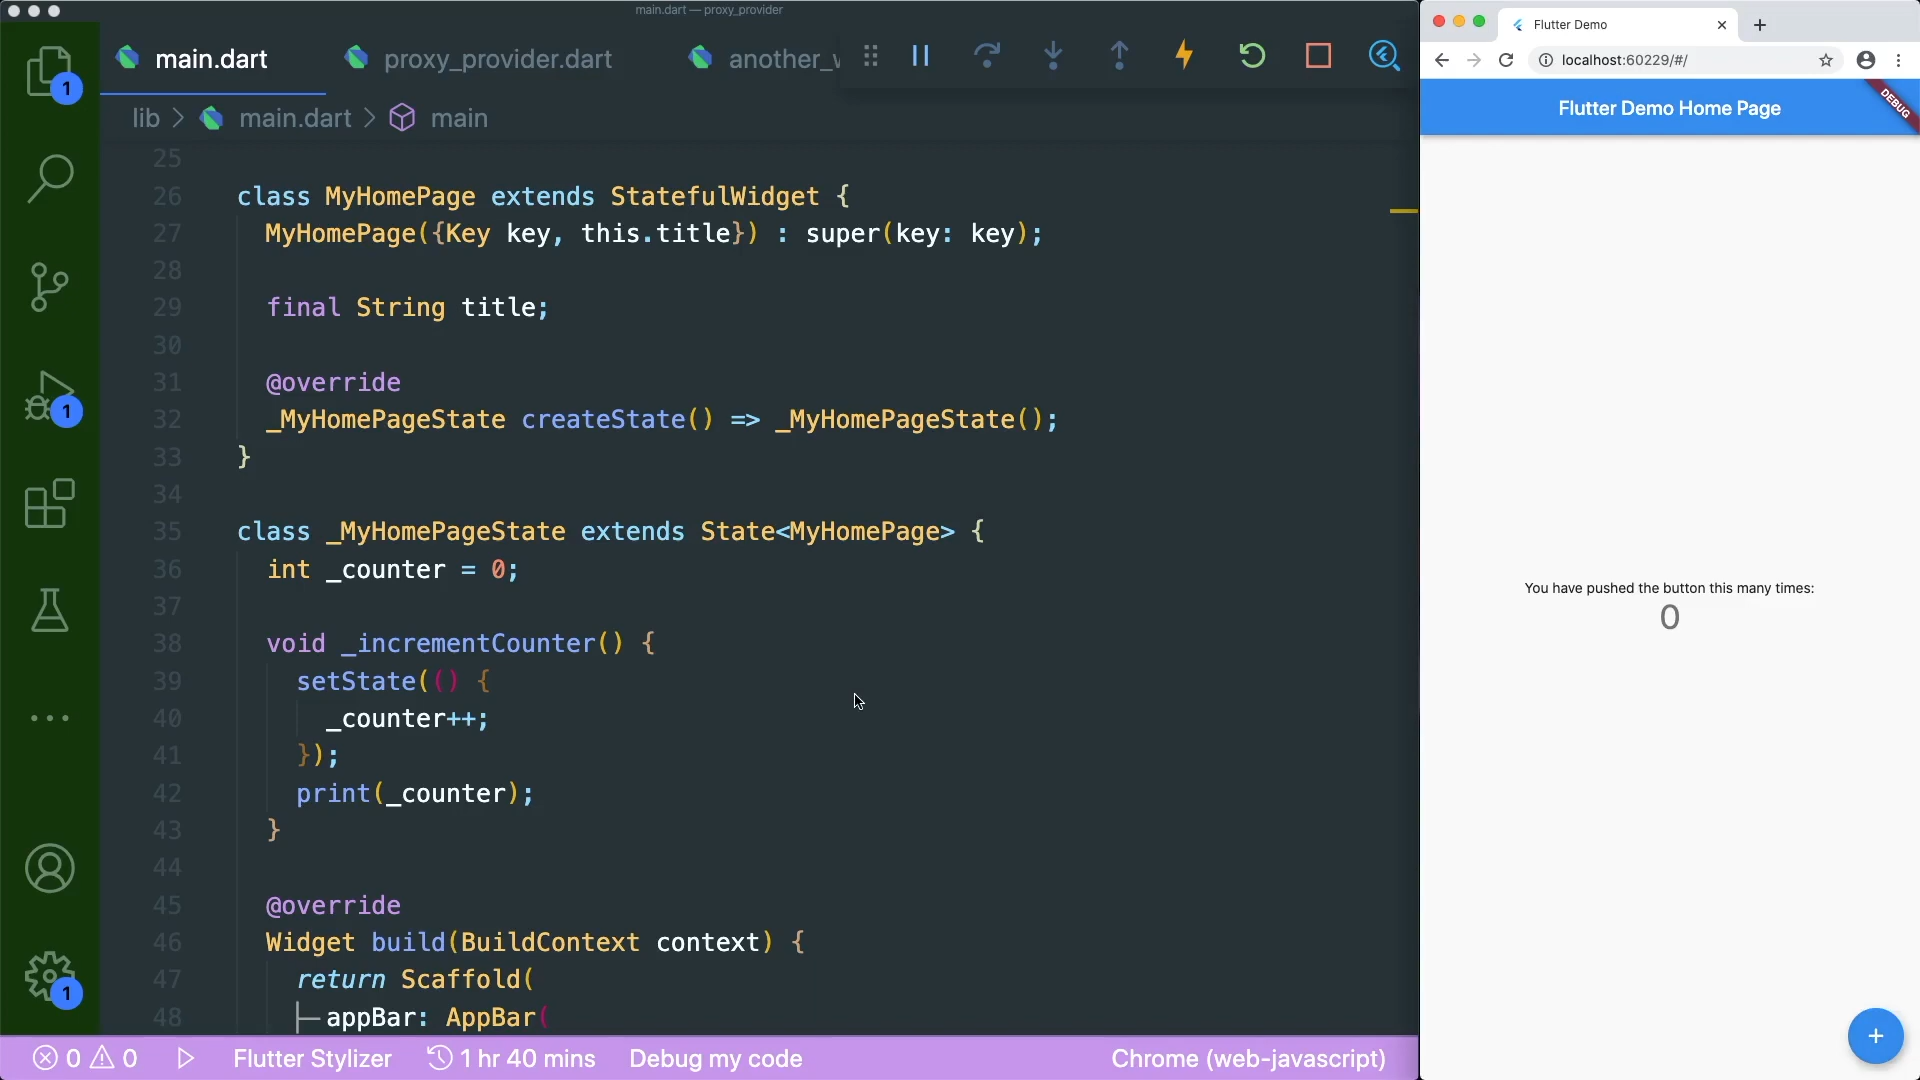 main.dart — proxy_provider
main.dart
proxy_provider.dart
another_
lib > main.dart > main
25
26 class MyHomePage extends StatefulWidget {
27 MyHomePage({Key key, this.title}) : super(key: key);
28
29 final String title;
30
31 @override
32 _MyHomePageState createState() => _MyHomePageState();
33 }
34
35 class _MyHomePageState extends State<MyHomePage> {
36 int _counter = 0;
37
38 void _incrementCounter() {
39 setState(() {
40 _counter++;
41 });
42 print(_counter);
43 }
44
45 @override
46 Widget build(BuildContext context) {
47 return Scaffold(
48 appBar: AppBar(
1
1
1
0 0 Flutter Stylizer 1 hr 40 mins Debug my code Chrome (web-javascript)
Flutter Demo
localhost:60229/#/
Flutter Demo Home Page
DEBUG
You have pushed the button this many times:
0
+